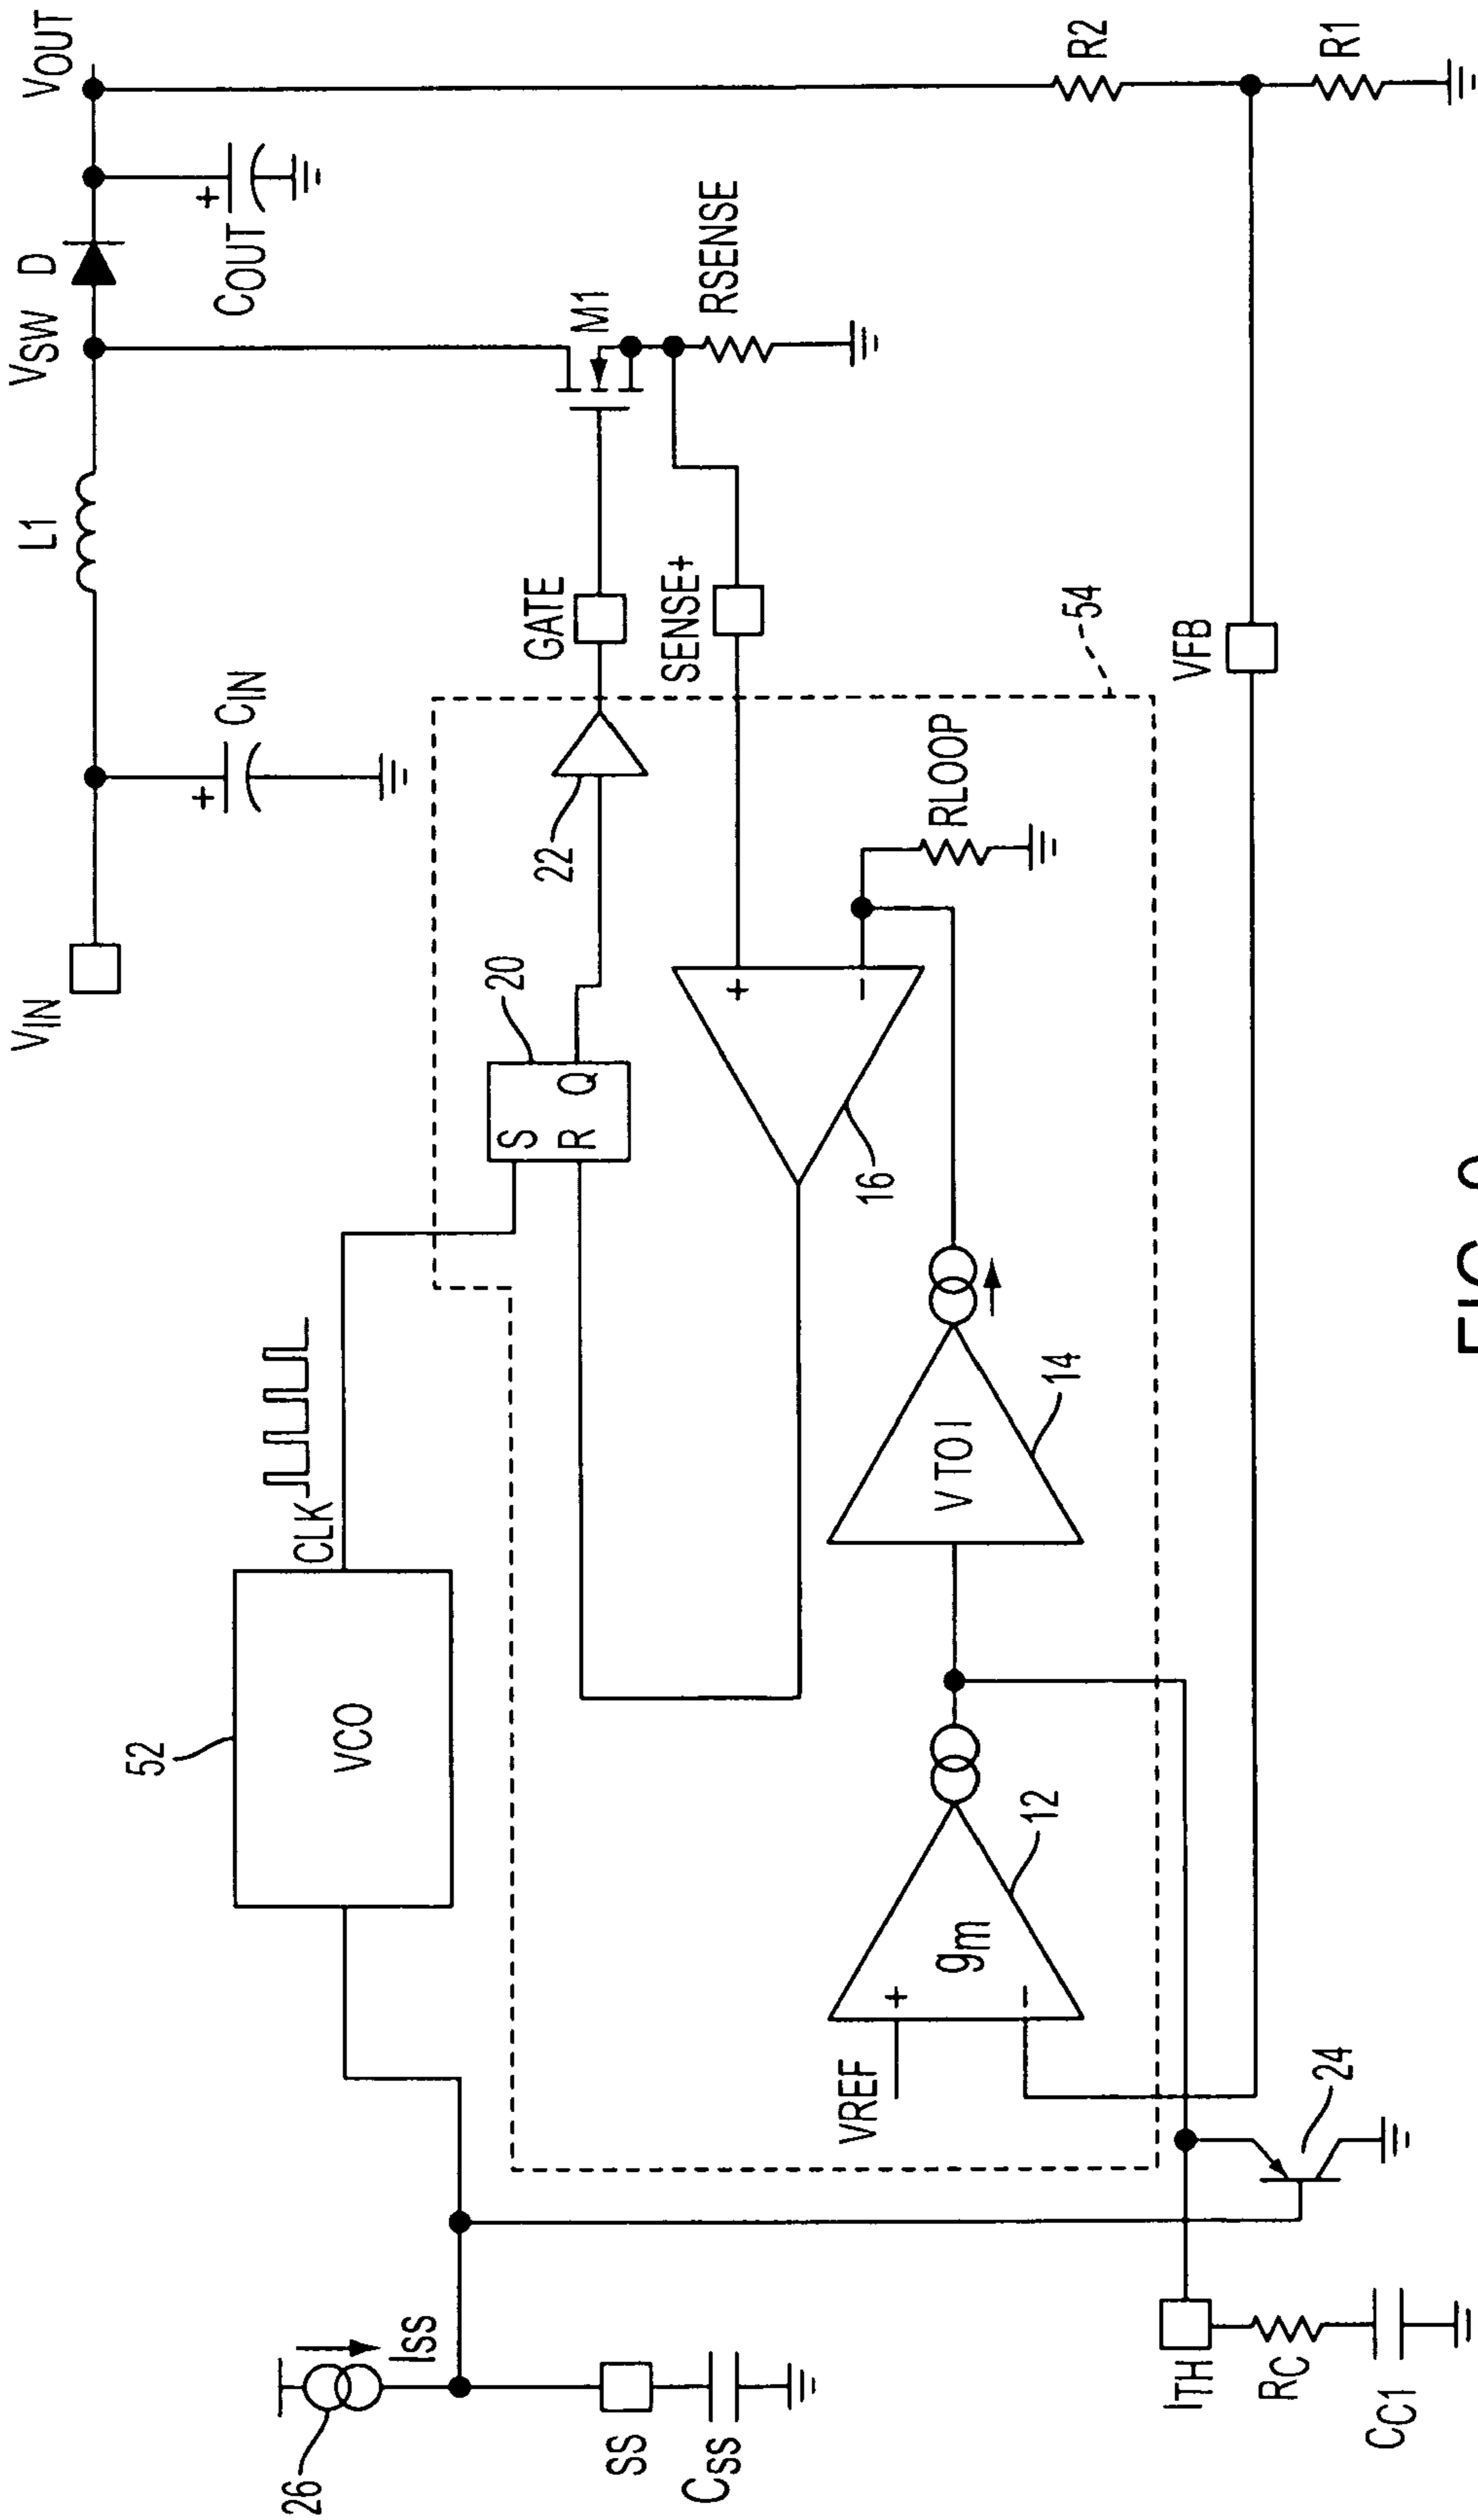 VIN
L1
VSW
D
VOUT
CIN
+
COUT
+
52
VCO
CLK
26
ISS
SS
CSS
20
S
R
Q
22
GATE
M1
SENSE+
RSENSE
16
+
−
RLOOP
54
VREF
+
−
gm
12
V TO I
14
VFB
R2
R1
24
ITH
RC
CC1